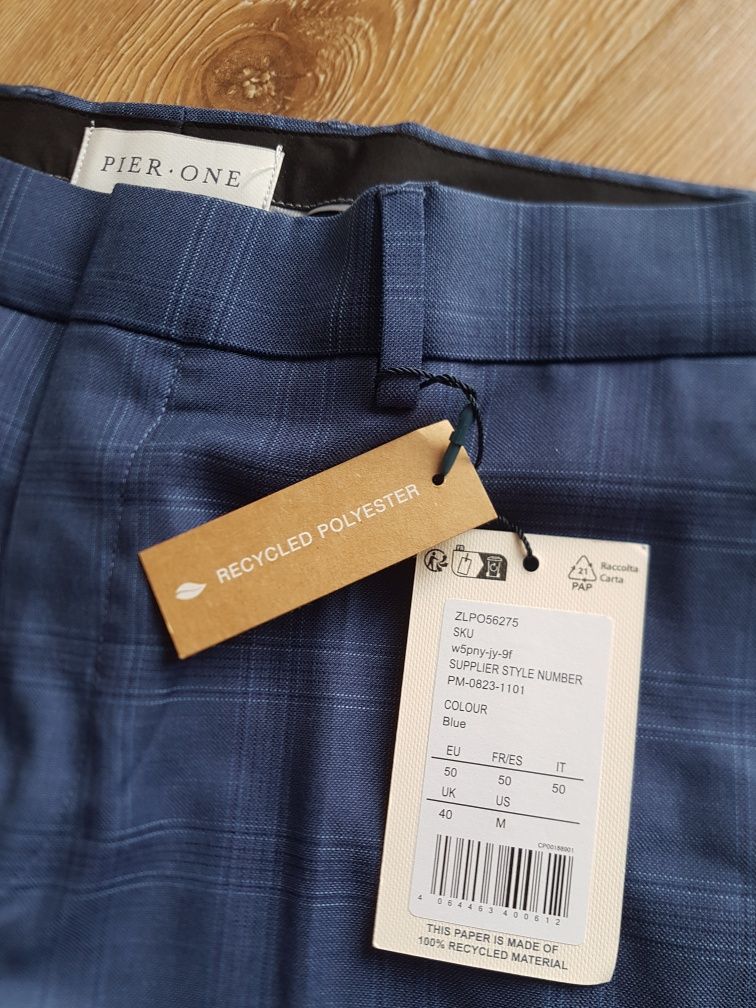 PIER·ONE
RECYCLED POLYESTER
21
PAP
Raccolta
Carta
ZLPO56275
SKU
w5pny-jy-9f
SUPPLIER STYLE NUMBER
PM-0823-1101
COLOUR
Blue
EU FR/ES IT
50 50 50
UK US
40 M
CP00188901
4 064463 400612
THIS PAPER IS MADE OF
100% RECYCLED MATERIAL